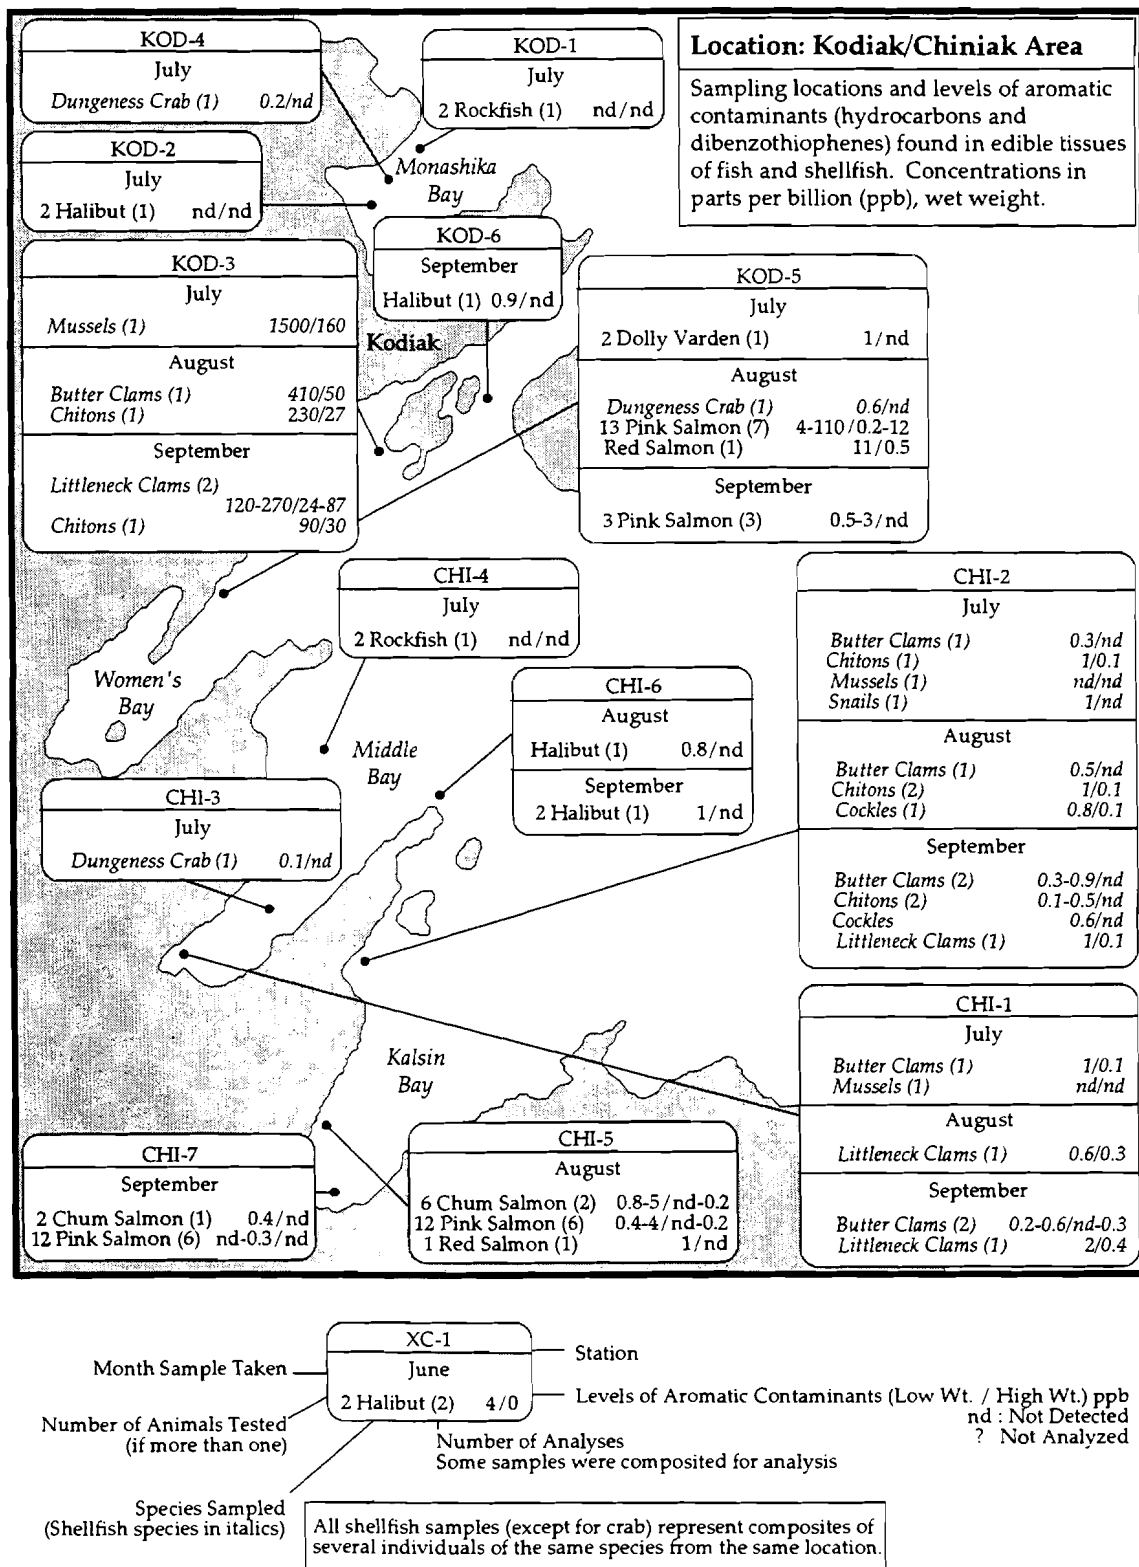 Location: Kodiak/Chiniak Area
Sampling locations and levels of aromatic
contaminants (hydrocarbons and
dibenzothiophenes) found in edible tissues
of fish and shellfish. Concentrations in
parts per billion (ppb), wet weight.
KOD-4
July
Dungeness Crab (1) 0.2/nd
KOD-1
July
2 Rockfish (1) nd/nd
KOD-2
July
2 Halibut (1) nd/nd
Monashika
Bay
KOD-6
September
Halibut (1) 0.9/nd
KOD-3
July
Mussels (1) 1500/160
August
Butter Clams (1) 410/50
Chitons (1) 230/27
September
Littleneck Clams (2)
120-270/24-87
Chitons (1) 90/30
Kodiak
KOD-5
July
2 Dolly Varden (1) 1/nd
August
Dungeness Crab (1) 0.6/nd
13 Pink Salmon (7) 4-110/0.2-12
Red Salmon (1) 11/0.5
September
3 Pink Salmon (3) 0.5-3/nd
CHI-4
July
2 Rockfish (1) nd/nd
CHI-2
July
Butter Clams (1) 0.3/nd
Chitons (1) 1/0.1
Mussels (1) nd/nd
Snails (1) 1/nd
August
Butter Clams (1) 0.5/nd
Chitons (2) 1/0.1
Cockles (1) 0.8/0.1
September
Butter Clams (2) 0.3-0.9/nd
Chitons (2) 0.1-0.5/nd
Cockles 0.6/nd
Littleneck Clams (1) 1/0.1
Women's
Bay
CHI-6
August
Halibut (1) 0.8/nd
September
2 Halibut (1) 1/nd
Middle
Bay
CHI-3
July
Dungeness Crab (1) 0.1/nd
CHI-1
July
Butter Clams (1) 1/0.1
Mussels (1) nd/nd
August
Littleneck Clams (1) 0.6/0.3
September
Butter Clams (2) 0.2-0.6/nd-0.3
Littleneck Clams (1) 2/0.4
Kalsin
Bay
CHI-7
September
2 Chum Salmon (1) 0.4/nd
12 Pink Salmon (6) nd-0.3/nd
CHI-5
August
6 Chum Salmon (2) 0.8-5/nd-0.2
12 Pink Salmon (6) 0.4-4/nd-0.2
1 Red Salmon (1) 1/nd
XC-1
June
2 Halibut (2) 4/0
Month Sample Taken
Station
Number of Animals Tested
(if more than one)
Levels of Aromatic Contaminants (Low Wt. / High Wt.) ppb
nd : Not Detected
? Not Analyzed
Number of Analyses
Some samples were composited for analysis
Species Sampled
(Shellfish species in italics)
All shellfish samples (except for crab) represent composites of
several individuals of the same species from the same location.